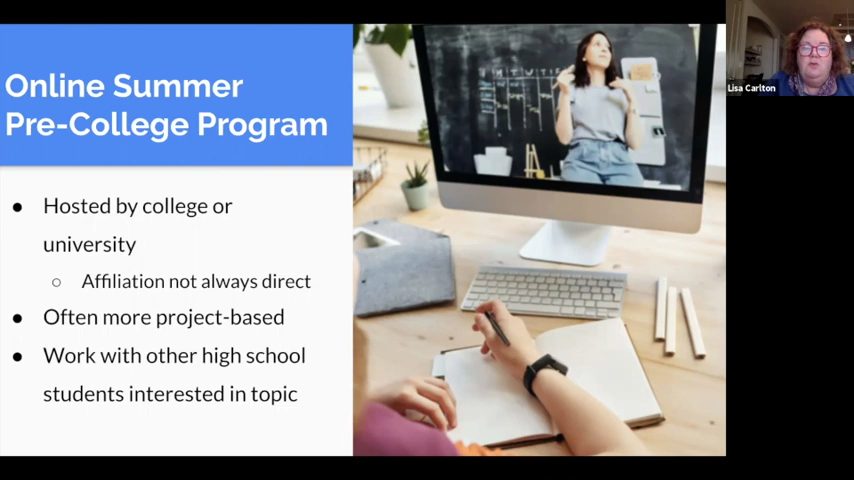 Online Summer
Pre-College Program
Hosted by college or
university
Affiliation not always direct
Often more project-based
Work with other high school
students interested in topic
Lisa Carlton